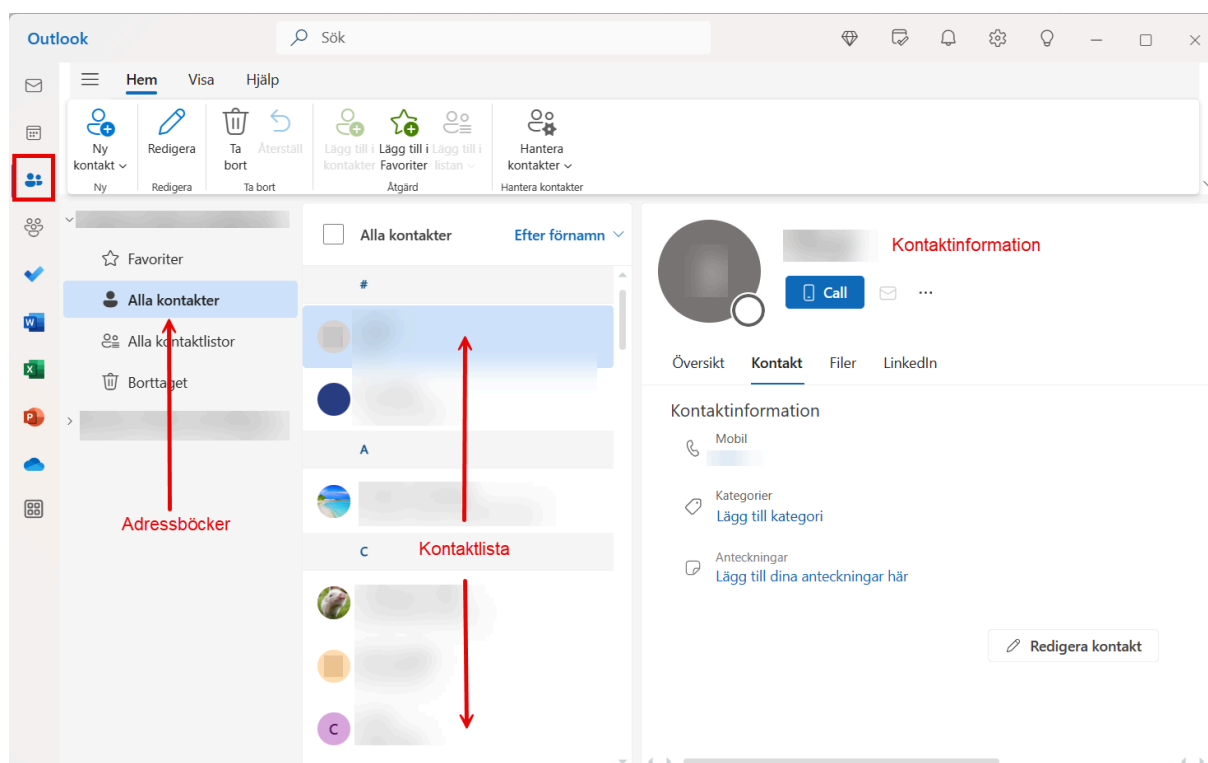 Outlook
Sök
Hem Visa Hjälp
Ny kontakt
Redigera
Ta bort
Återställ
Lägg till i kontakter
Lägg till i Favoriter
Lägg till i listan
Hantera kontakter
Ny
Redigera
Ta bort
Åtgärd
Hantera kontakter
Favoriter
Alla kontakter
Alla kontaktlistor
Borttaget
Adressböcker
Alla kontakter
Efter förnamn
#
A
C
Kontaktlista
C
Kontaktinformation
Call
...
Översikt Kontakt Filer LinkedIn
Kontaktinformation
Mobil
Kategorier
Lägg till kategori
Anteckningar
Lägg till dina anteckningar här
Redigera kontakt
W
X
P